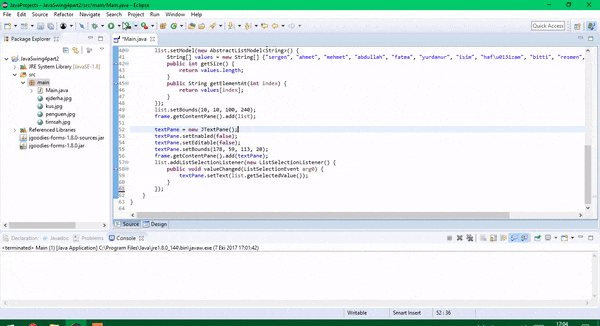 JavaProjects - JavaSwing4part2/src/main/Main.java - Eclipse
File Edit Source Refactor Navigate Search Project Run Window Help
Quick Access
Package Explorer
JavaSwing4part2
JRE System Library [JavaSE-1.8]
src
main
Main.java
ejderha.jpg
kus.jpg
penguen.jpg
timsah.jpg
Referenced Libraries
jgoodies-forms-1.8.0-sources.jar
jgoodies-forms-1.8.0.jar
*Main.java
40 list.setModel(new AbstractListModel<String>() {
41 String[] values = new String[] {"sergen", "ahmet", "mehmet", "abdullah", "fatma", "yurdanur", "isim", "haf\u0131zam", "bitti", "resmen",
42 public int getSize() {
43 return values.length;
44 }
45 public String getElementAt(int index) {
46 return values[index];
47 }
48 });
49 list.setBounds(10, 10, 100, 240);
50 frame.getContentPane().add(list);
51
52 textPane = new JTextPane();
53 textPane.setEnabled(false);
54 textPane.setEditable(false);
55 textPane.setBounds(178, 59, 113, 20);
56 frame.getContentPane().add(textPane);
57 list.addListSelectionListener(new ListSelectionListener() {
58 public void valueChanged(ListSelectionEvent arg0) {
59 textPane.setText(list.getSelectedValue());
60 }
61 });
62 }
63 }
64
Source Design
Declaration Javadoc Problems Console
<terminated> Main (1) [Java Application] C:\Program Files\Java\jre1.8.0_144\bin\javaw.exe (7 Eki 2017 17:01:42)
Writable Smart Insert 52 : 36
17:04